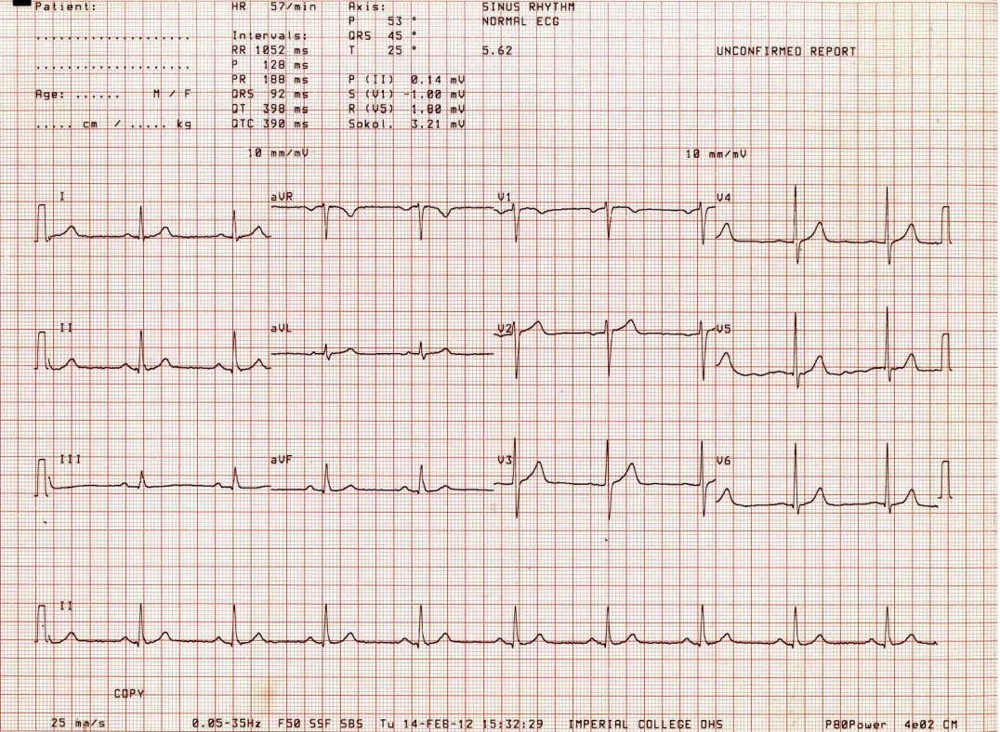 Patient: HR 57/min Axis: SINUS RHYTHM
P 53 ° NORMAL ECG
.................... Intervals: QRS 45 °
RR 1052 ms T 25 ° 5.62 UNCONFIRMED REPORT
.................... P 128 ms
PR 188 ms P (II) 0.14 mV
Age: ...... M / F QRS 92 ms S (V1) -1.00 mV
QT 398 ms R (V5) 1.80 mV
..... cm / ..... kg QTC 390 ms Sokol. 3.21 mV
10 mm/mV 10 mm/mV
I aVR V1 V4
II aVL V2 V5
III aVF V3 V6
II
COPY
25 mm/s 0.05-35Hz F50 SSF SBS Tu 14-FEB-12 15:32:29 IMPERIAL COLLEGE OHS P80Power 4e02 CM